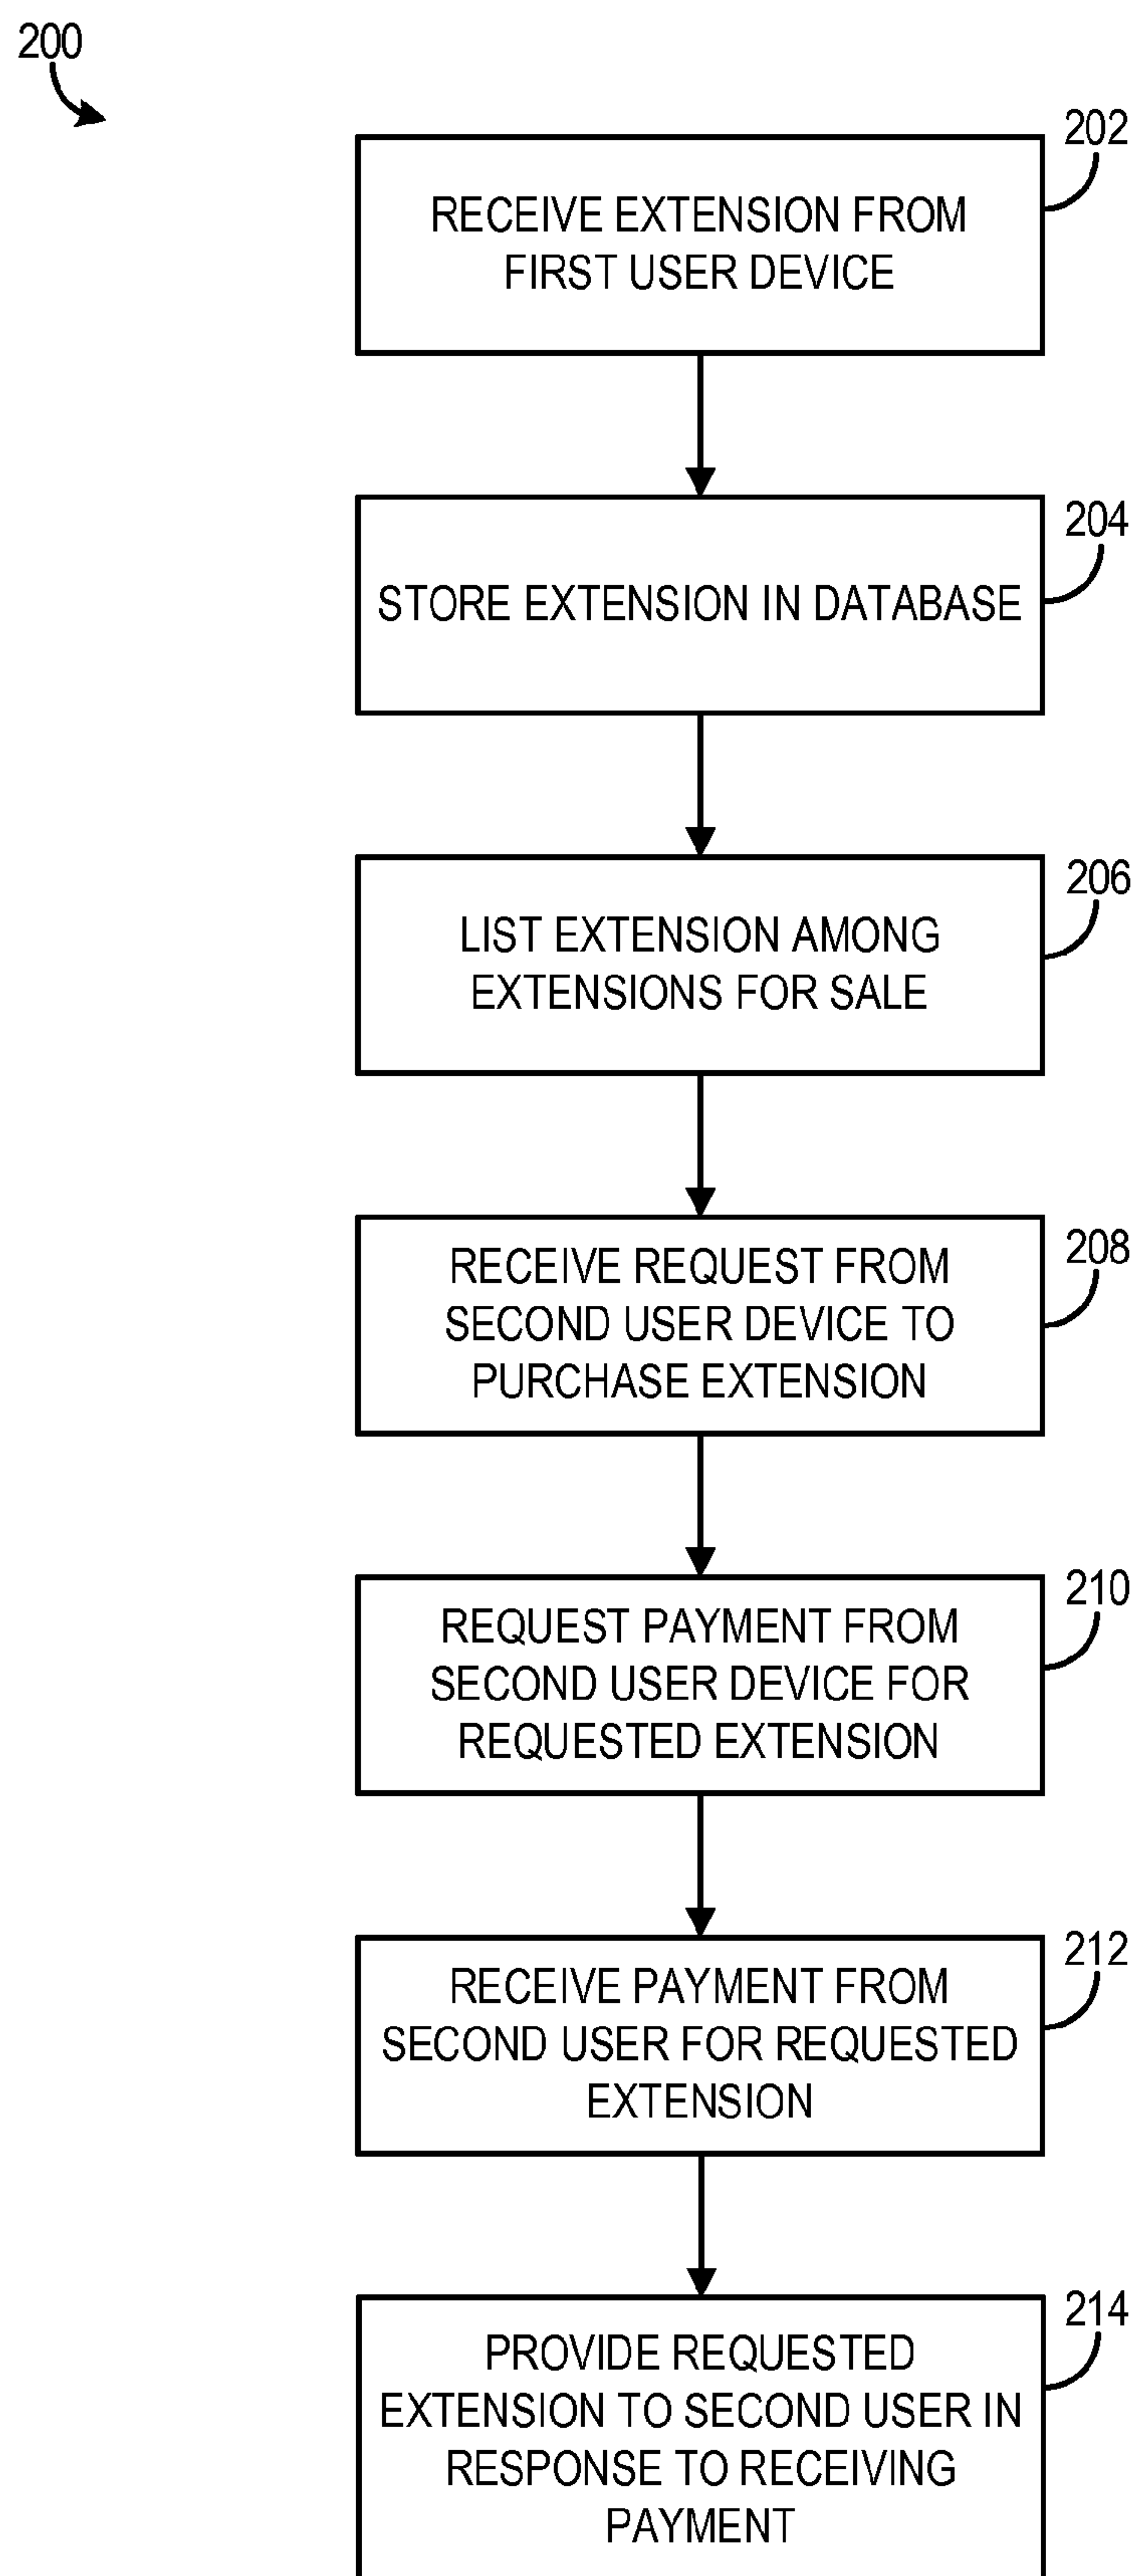 200
202
RECEIVE EXTENSION FROM
FIRST USER DEVICE
204
STORE EXTENSION IN DATABASE
206
LIST EXTENSION AMONG
EXTENSIONS FOR SALE
208
RECEIVE REQUEST FROM
SECOND USER DEVICE TO
PURCHASE EXTENSION
210
REQUEST PAYMENT FROM
SECOND USER DEVICE FOR
REQUESTED EXTENSION
212
RECEIVE PAYMENT FROM
SECOND USER FOR REQUESTED
EXTENSION
214
PROVIDE REQUESTED
EXTENSION TO SECOND USER IN
RESPONSE TO RECEIVING
PAYMENT